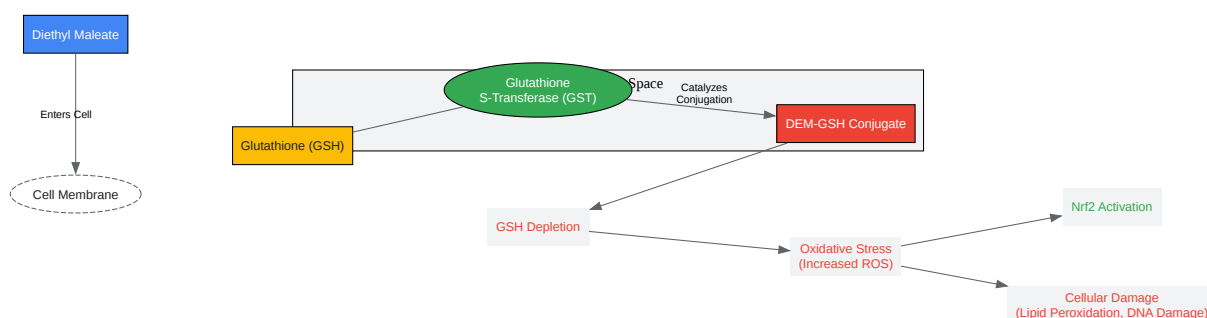 Diethyl Maleate
Enters Cell
Cell Membrane
Glutathione (GSH)
Glutathione
S-Transferase (GST)
Space
Catalyzes
Conjugation
DEM-GSH Conjugate
GSH Depletion
Oxidative Stress
(Increased ROS)
Nrf2 Activation
Cellular Damage
(Lipid Peroxidation, DNA Damage)